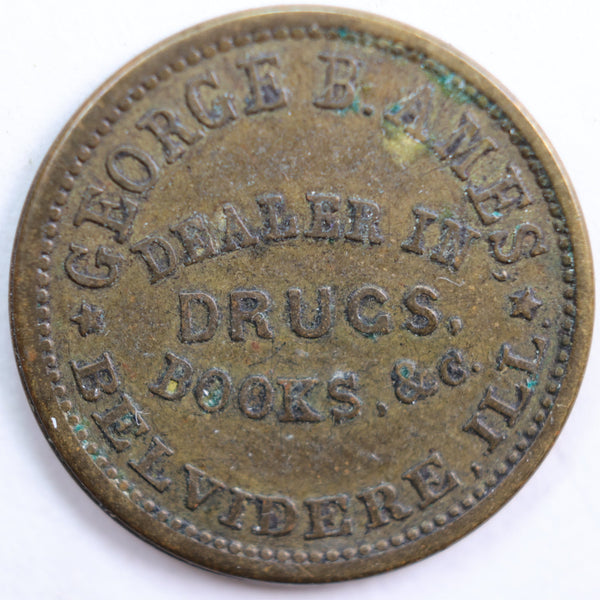 GEORGE B. AMES,
DEALER IN
DRUGS,
BOOKS, &C.
BELVIDERE, ILL.